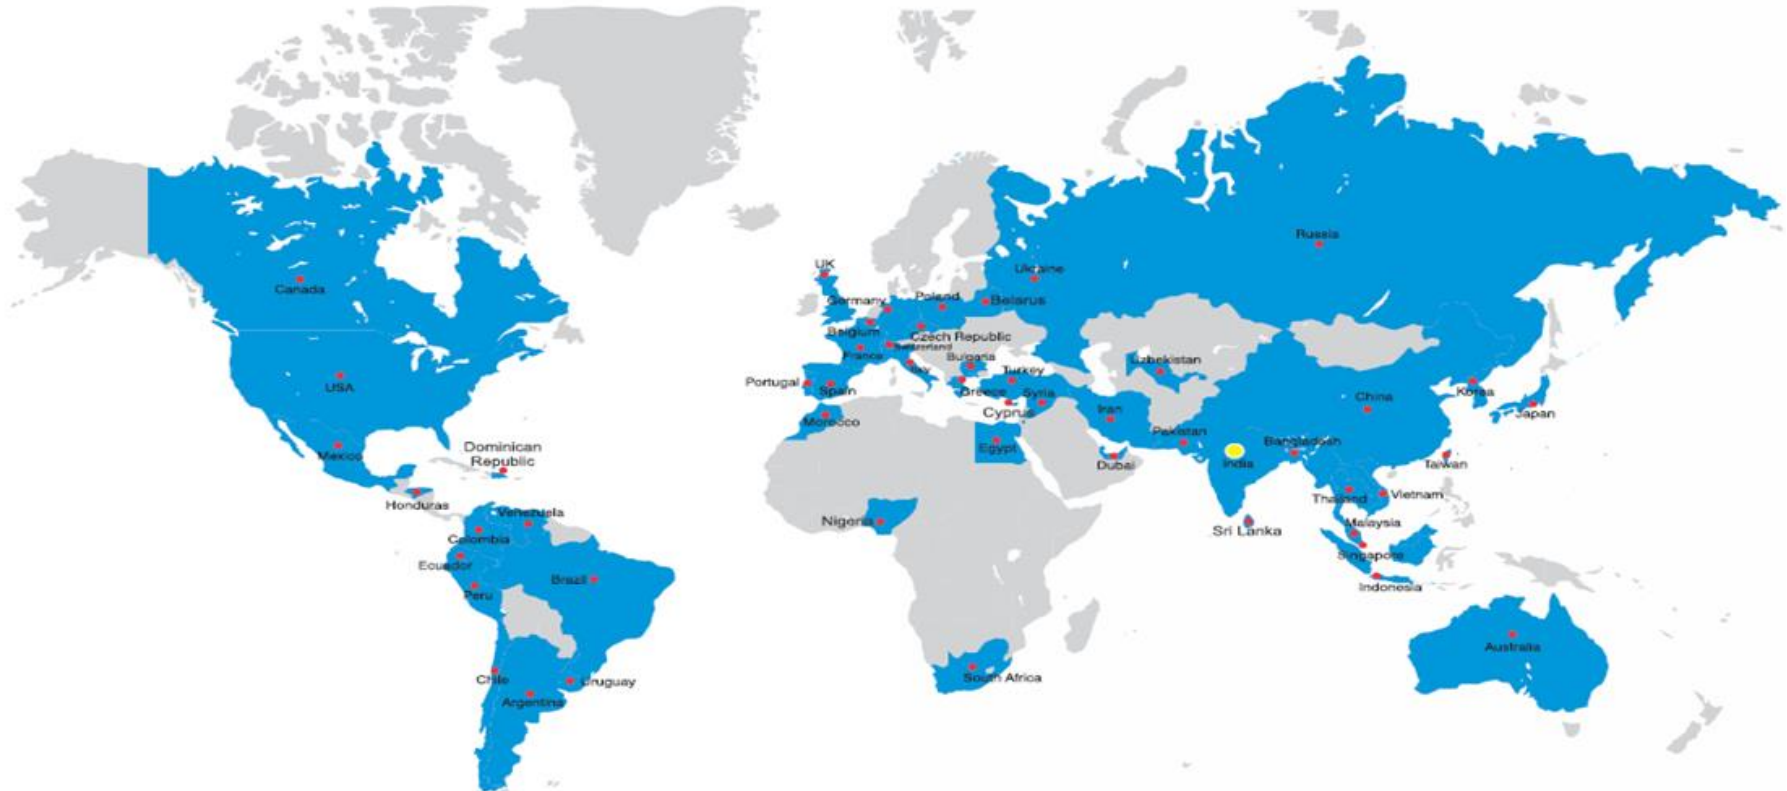 Russia
UK
Ukraine
Canada
Germany
Poland
Belarus
Belgium
Czech Republic
Switzerland
France
Bulgaria
Uzbekistan
Italy
Turkey
Portugal
USA
Spain
Greece
Syria
Korea
China
Iran
Cyprus
Japan
Morocco
Pakistan
Bangladesh
Dominican
Republic
Egypt
Mexico
India
Dubai
Taiwan
Vietnam
Thailand
Honduras
Venezuela
Nigeria
Malaysia
Sri Lanka
Colombia
Singapore
Ecuador
Brazil
Indonesia
Peru
Australia
South Africa
Chile
Uruguay
Argentina